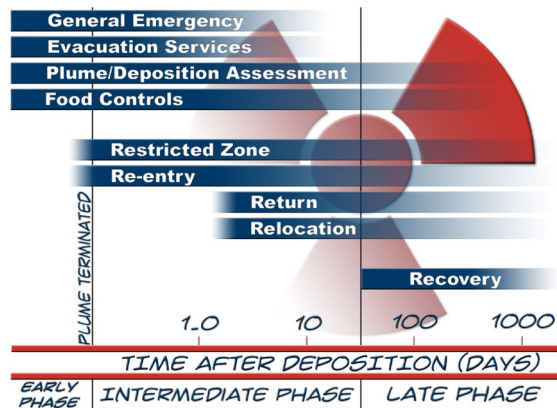 General Emergency
Evacuation Services
Plume/Deposition Assessment
Food Controls
Restricted Zone
Re-entry
Return
Relocation
Recovery
PLUME TERMINATED
1.0 10 100 1000
TIME AFTER DEPOSITION (DAYS)
EARLY PHASE
INTERMEDIATE PHASE
LATE PHASE